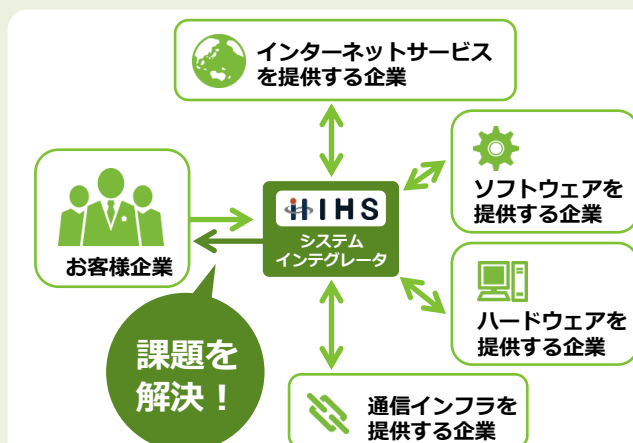 インターネットサービス
を提供する企業
お客様企業
IHS
システム
インテグレータ
ソフトウェアを
提供する企業
ハードウェアを
提供する企業
課題を
解決！
通信インフラを
提供する企業